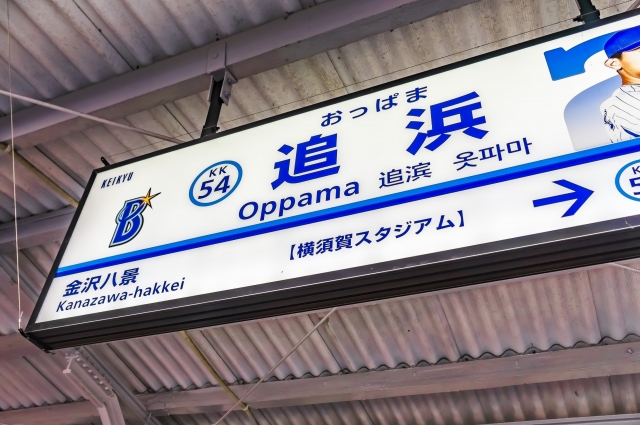 KEIKYU
おっぱま
KK
54
追浜
B
Oppama 追滨 옷파마
【横須賀スタジアム】
金沢八景
Kanazawa-hakkei